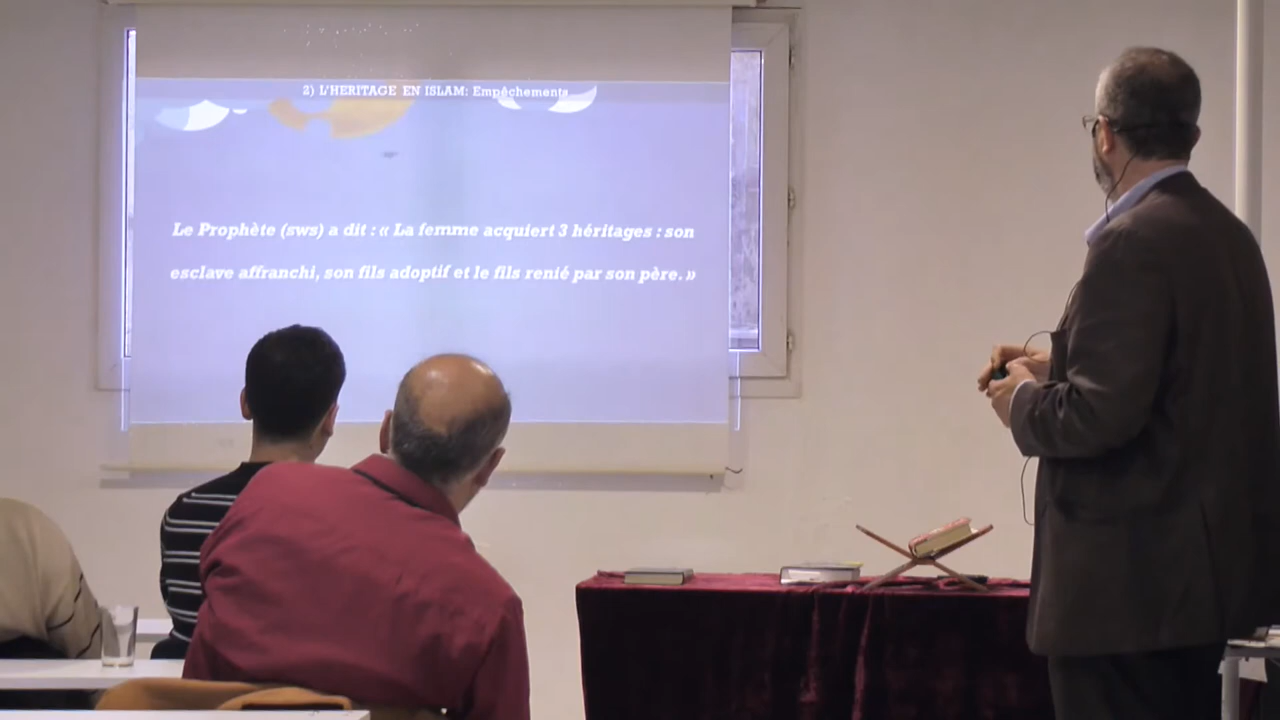 2) L'HERITAGE EN ISLAM: Empêchements
Le Prophète (sws) a dit : « La femme acquiert 3 héritages : son
esclave affranchi, son fils adoptif et le fils renié par son père. »